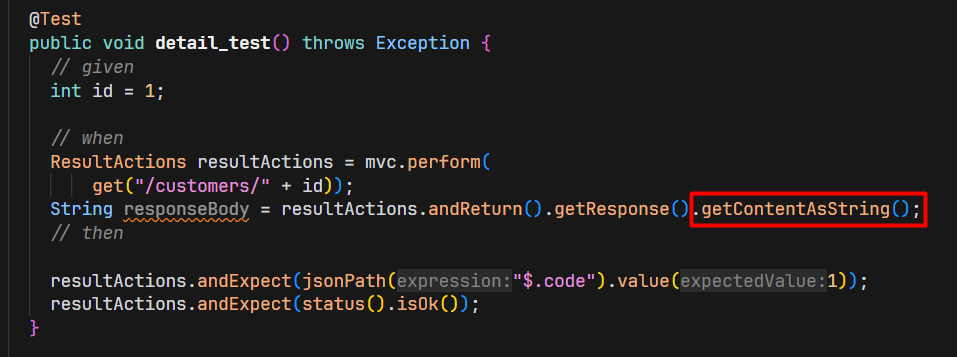 @Test
public void detail_test() throws Exception {
// given
int id = 1;
// when
ResultActions resultActions = mvc.perform(
get("/customers/" + id));
String responseBody = resultActions.andReturn().getResponse().getContentAsString();
// then
resultActions.andExpect(jsonPath(expression:"$.code").value(expectedValue:1));
resultActions.andExpect(status().isOk());
}